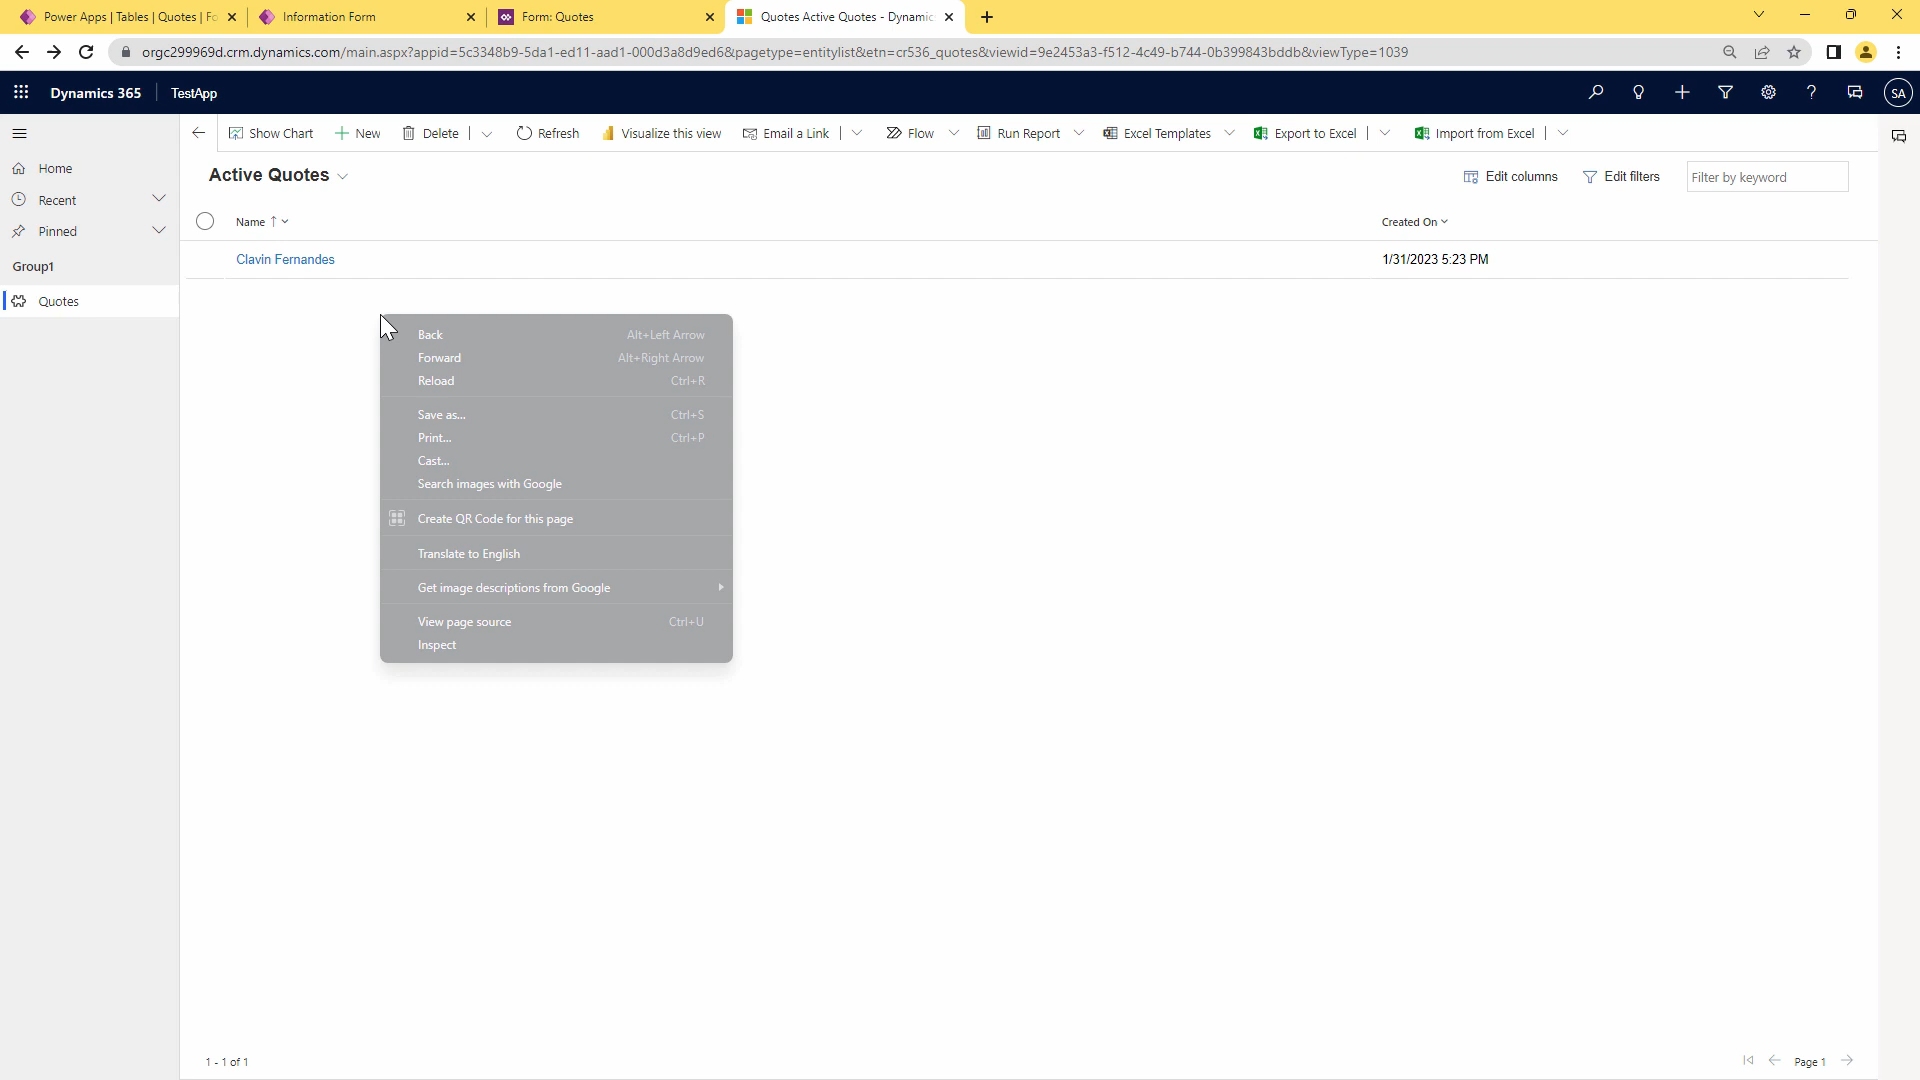 Power Apps | Tables | Quotes | Fo
Information Form
Form: Quotes
Quotes Active Quotes - Dynamic
orgc299969d.crm.dynamics.com/main.aspx?appid=5c3348b9-5da1-ed11-aad1-000d3a8d9ed6&pagetype=entitylist&etn=cr536_quotes&viewid=9e2453a3-f512-4c49-b744-0b399843bddb&viewType=1039
Dynamics 365
TestApp
SA
Show Chart
New
Delete
Refresh
Visualize this view
Email a Link
Flow
Run Report
Excel Templates
Export to Excel
Import from Excel
Home
Recent
Pinned
Group1
Quotes
Active Quotes
Edit columns
Edit filters
Filter by keyword
Name
Created On
Clavin Fernandes
1/31/2023 5:23 PM
Back Alt+Left Arrow
Forward Alt+Right Arrow
Reload Ctrl+R
Save as... Ctrl+S
Print... Ctrl+P
Cast...
Search images with Google
Create QR Code for this page
Translate to English
Get image descriptions from Google
View page source Ctrl+U
Inspect
1 - 1 of 1
Page 1